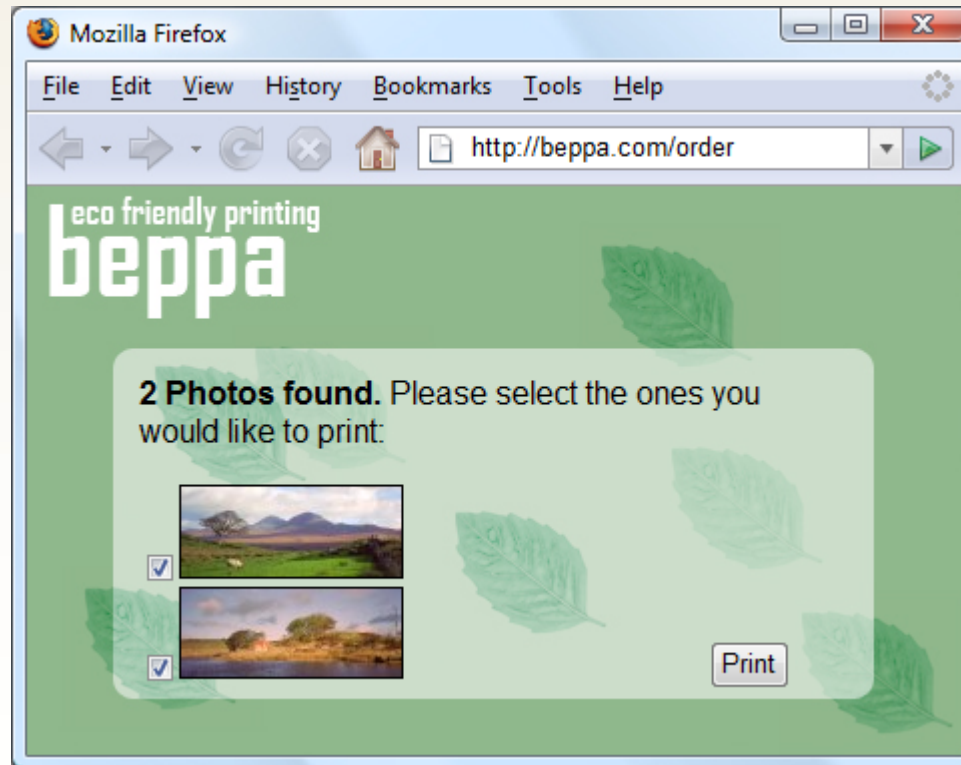 Mozilla Firefox
File Edit View History Bookmarks Tools Help
http://beppa.com/order
eco friendly printing
beppa
2 Photos found. Please select the ones you
would like to print:
Print